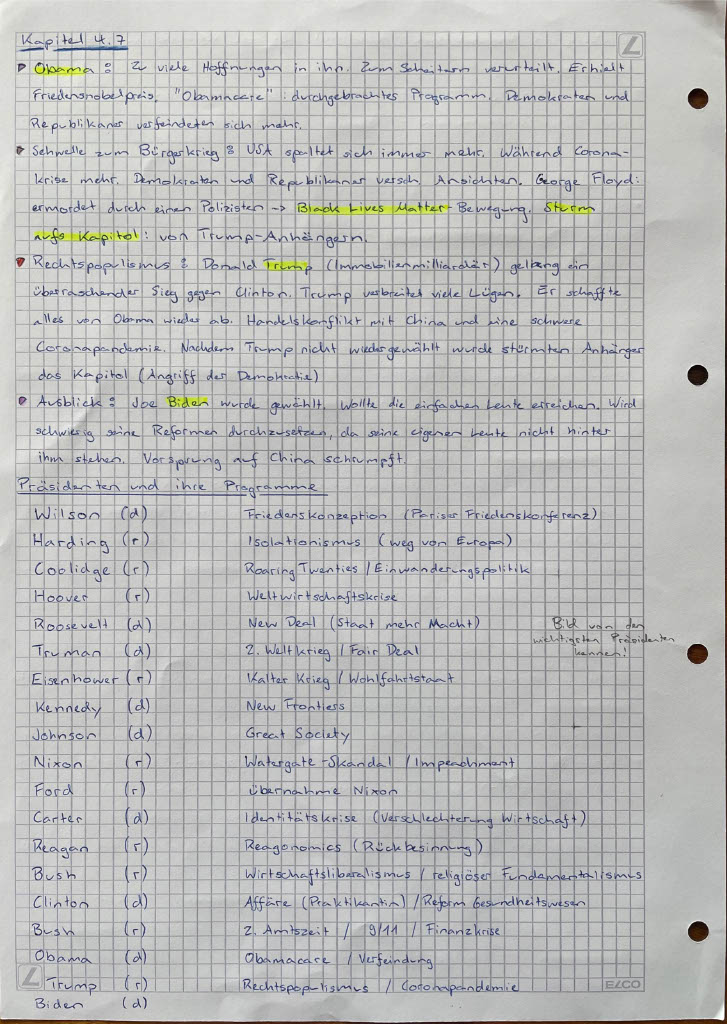 Kapitel 4.7
Obama: Zu viele Hoffnungen in ihn. Zum Scheitern verurteilt. Erhielt
Friedensnobelpreis. "Obamacare": durchgebrachtes Programm. Demokraten und
Republikaner verfeindeten sich mehr.
Schwelle zum Bürgerkrieg: USA spaltet sich immer mehr. Während Corona-
krise mehr. Demokraten und Republikaner versch. Ansichten. George Floyd:
ermordet durch einen Polizisten -> Black Lives Matter-Bewegung. Sturm
aufs Kapitol: von Trump-Anhängern.
Rechtspopulismus: Donald Trump (Immobilienmilliardär) gelang ein
überraschender Sieg gegen Clinton. Trump verbreitet viele Lügen. Er schaffte
alles von Obama wieder ab. Handelskonflikt mit China und eine schwere
Coronapandemie. Nachdem Trump nicht wiedergewählt wurde stürmten Anhänger
das Kapitol (Angriff der Demokratie)
Ausblick: Joe Biden wurde gewählt. Wollte die einfachen Leute erreichen. Wird
schwierig seine Reformen durchzusetzen, da seine eigenen Leute nicht hinter
ihm stehen. Vorsprung auf China schrumpft.
Präsidenten und ihre Programme
Wilson (d) Friedenskonzeption (Pariser Friedenskonferenz)
Harding (r) Isolationismus (weg von Europa)
Coolidge (r) Roaring Twenties / Einwanderungspolitik
Hoover (r) Weltwirtschaftskrise
Roosevelt (d) New Deal (Staat mehr Macht)
Bild von den
wichtigsten Präsidenten
kennen!
Truman (d) 2. Weltkrieg / Fair Deal
Eisenhower (r) Kalter Krieg / Wohlfahrtstaat
Kennedy (d) New Frontiers
Johnson (d) Great Society
Nixon (r) Watergate-Skandal / Impeachment
Ford (r) Übernahme Nixon
Carter (d) Identitätskrise (Verschlechterung Wirtschaft)
Reagan (r) Reagonomics (Rückbesinnung)
Bush (r) Wirtschaftsliberalismus / religiöser Fundamentalismus
Clinton (d) Affäre (Praktikantin) / Reform Gesundheitswesen
Bush (r) 2. Amtszeit / 9/11 / Finanzkrise
Obama (d) Obamacare / Verfeindung
Trump (r) Rechtspopulismus / Coronapandemie
ELCO
Biden (d)